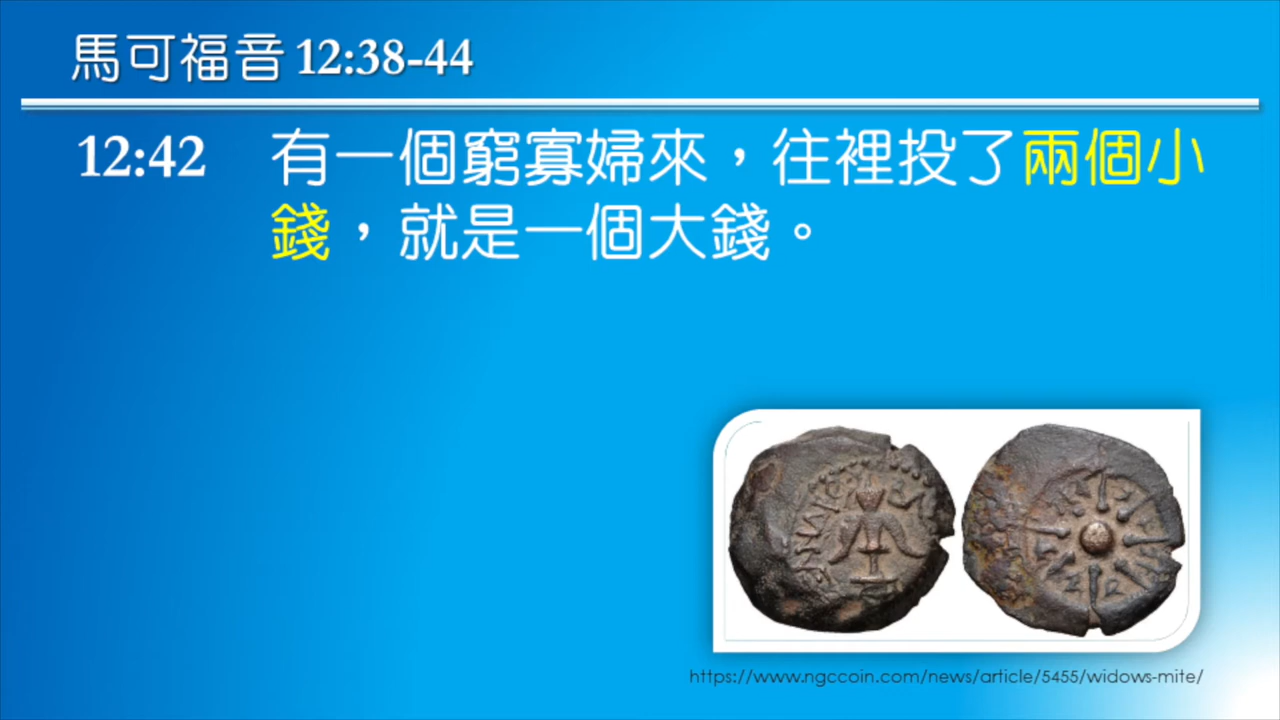 馬可福音 12:38-44
12:42 有一個窮寡婦來，往裡投了兩個小
錢，就是一個大錢。
https://www.ngccoin.com/news/article/5455/widows-mite/